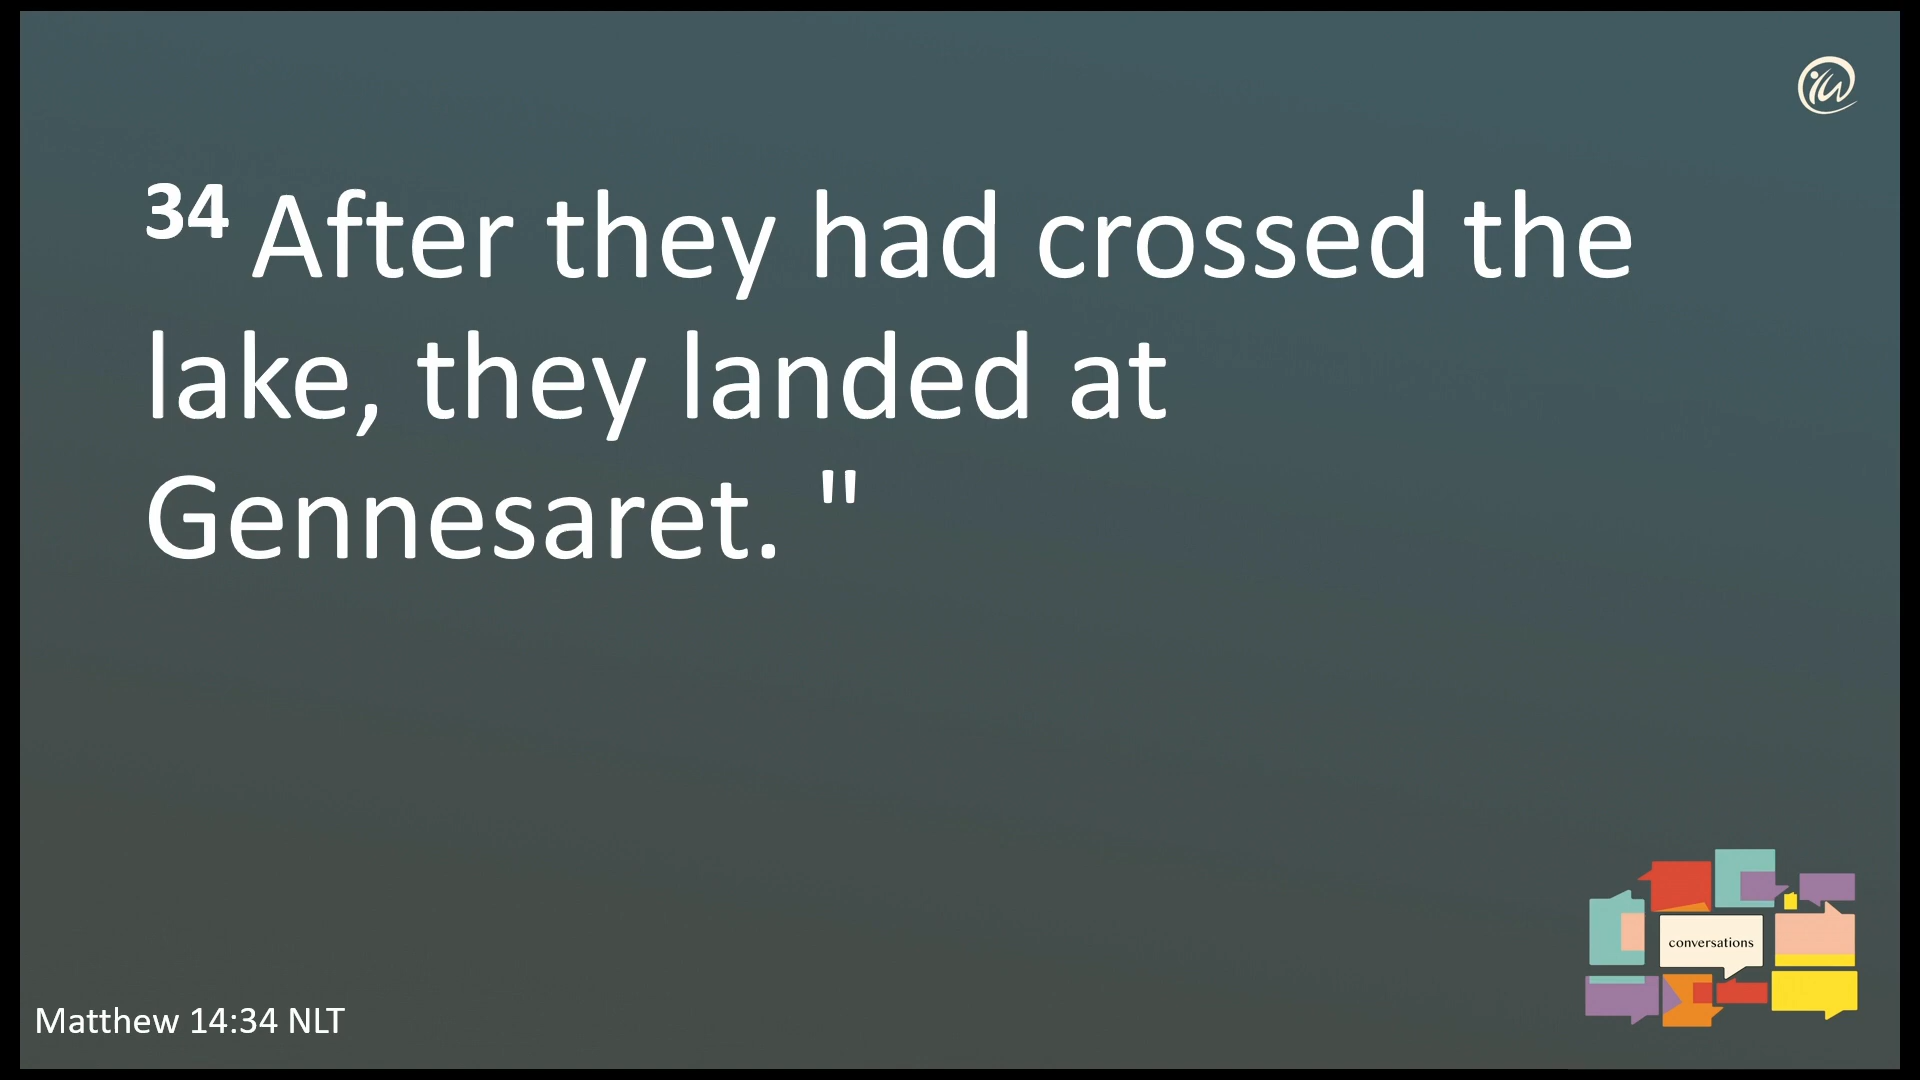 34 After they had crossed the
lake, they landed at
Gennesaret. "
conversations
Matthew 14:34 NLT